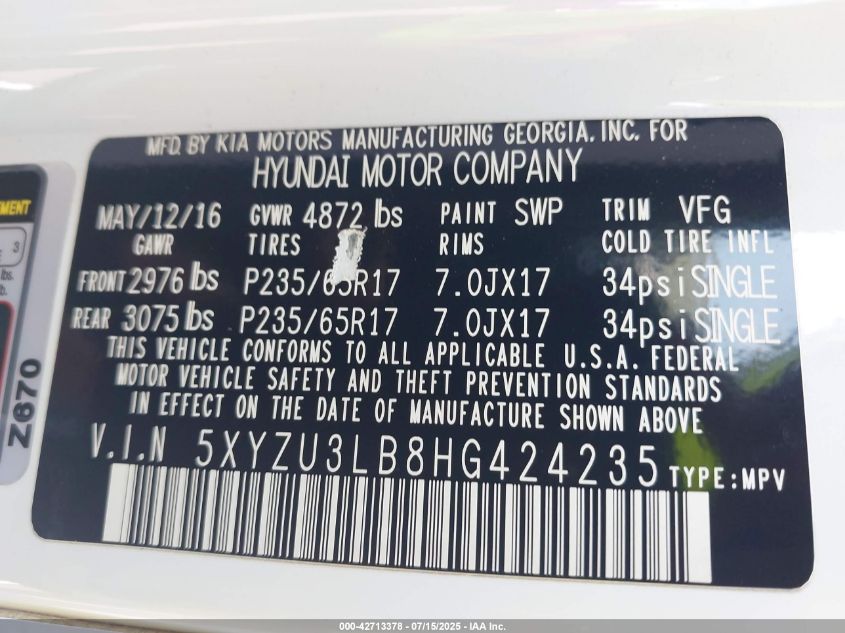 MFD. BY KIA MOTORS MANUFACTURING GEORGIA, INC. FOR
HYUNDAI MOTOR COMPANY
MAY/12/16 GVWR 4872 lbs PAINT SWP TRIM VFG
GAWR TIRES RIMS COLD TIRE INFL
FRONT 2976 lbs P235/65R17 7.0JX17 34psi SINGLE
REAR 3075 lbs P235/65R17 7.0JX17 34psi SINGLE
THIS VEHICLE CONFORMS TO ALL APPLICABLE U.S.A. FEDERAL
MOTOR VEHICLE SAFETY AND THEFT PREVENTION STANDARDS
IN EFFECT ON THE DATE OF MANUFACTURE SHOWN ABOVE
V.I.N 5XYZU3LB8HG424235 TYPE:MPV
3
lbs.
Z670
000-42713378 - 07/15/2025 - IAA Inc.